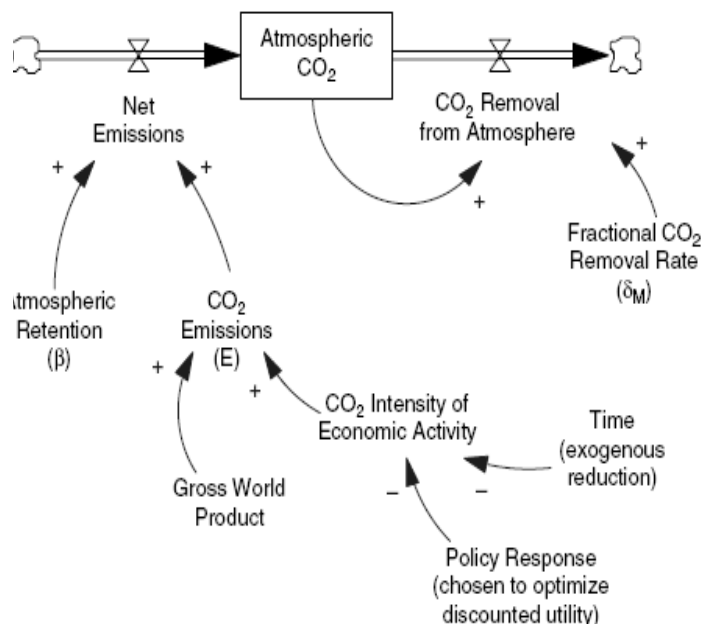 Atmospheric
CO₂
Net
Emissions
CO₂ Removal
from Atmosphere
+
+
+
+
Fractional CO₂
Removal Rate
(δM)
tmospheric
Retention
(β)
CO₂
Emissions
(E)
+
+
CO₂ Intensity of
Economic Activity
Time
(exogenous
reduction)
Gross World
Product
–
–
Policy Response
(chosen to optimize
discounted utility)